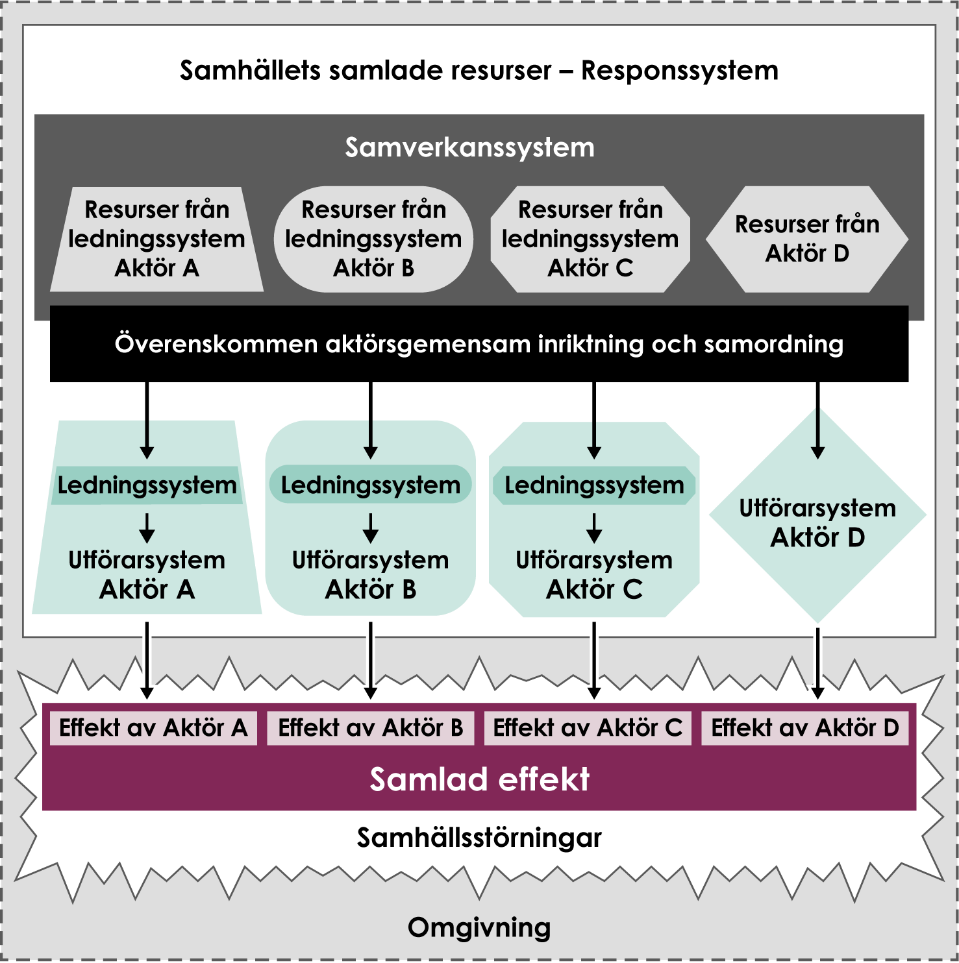 Samhällets samlade resurser – Responssystem
Samverkanssystem
Resurser från
ledningssystem
Aktör A
Resurser från
ledningssystem
Aktör B
Resurser från
ledningssystem
Aktör C
Resurser från
Aktör D
Överenskommen aktörsgemensam inriktning och samordning
Ledningssystem
Utförarsystem
Aktör A
Ledningssystem
Utförarsystem
Aktör B
Ledningssystem
Utförarsystem
Aktör C
Utförarsystem
Aktör D
Effekt av Aktör A
Effekt av Aktör B
Effekt av Aktör C
Effekt av Aktör D
Samlad effekt
Samhällsstörningar
Omgivning